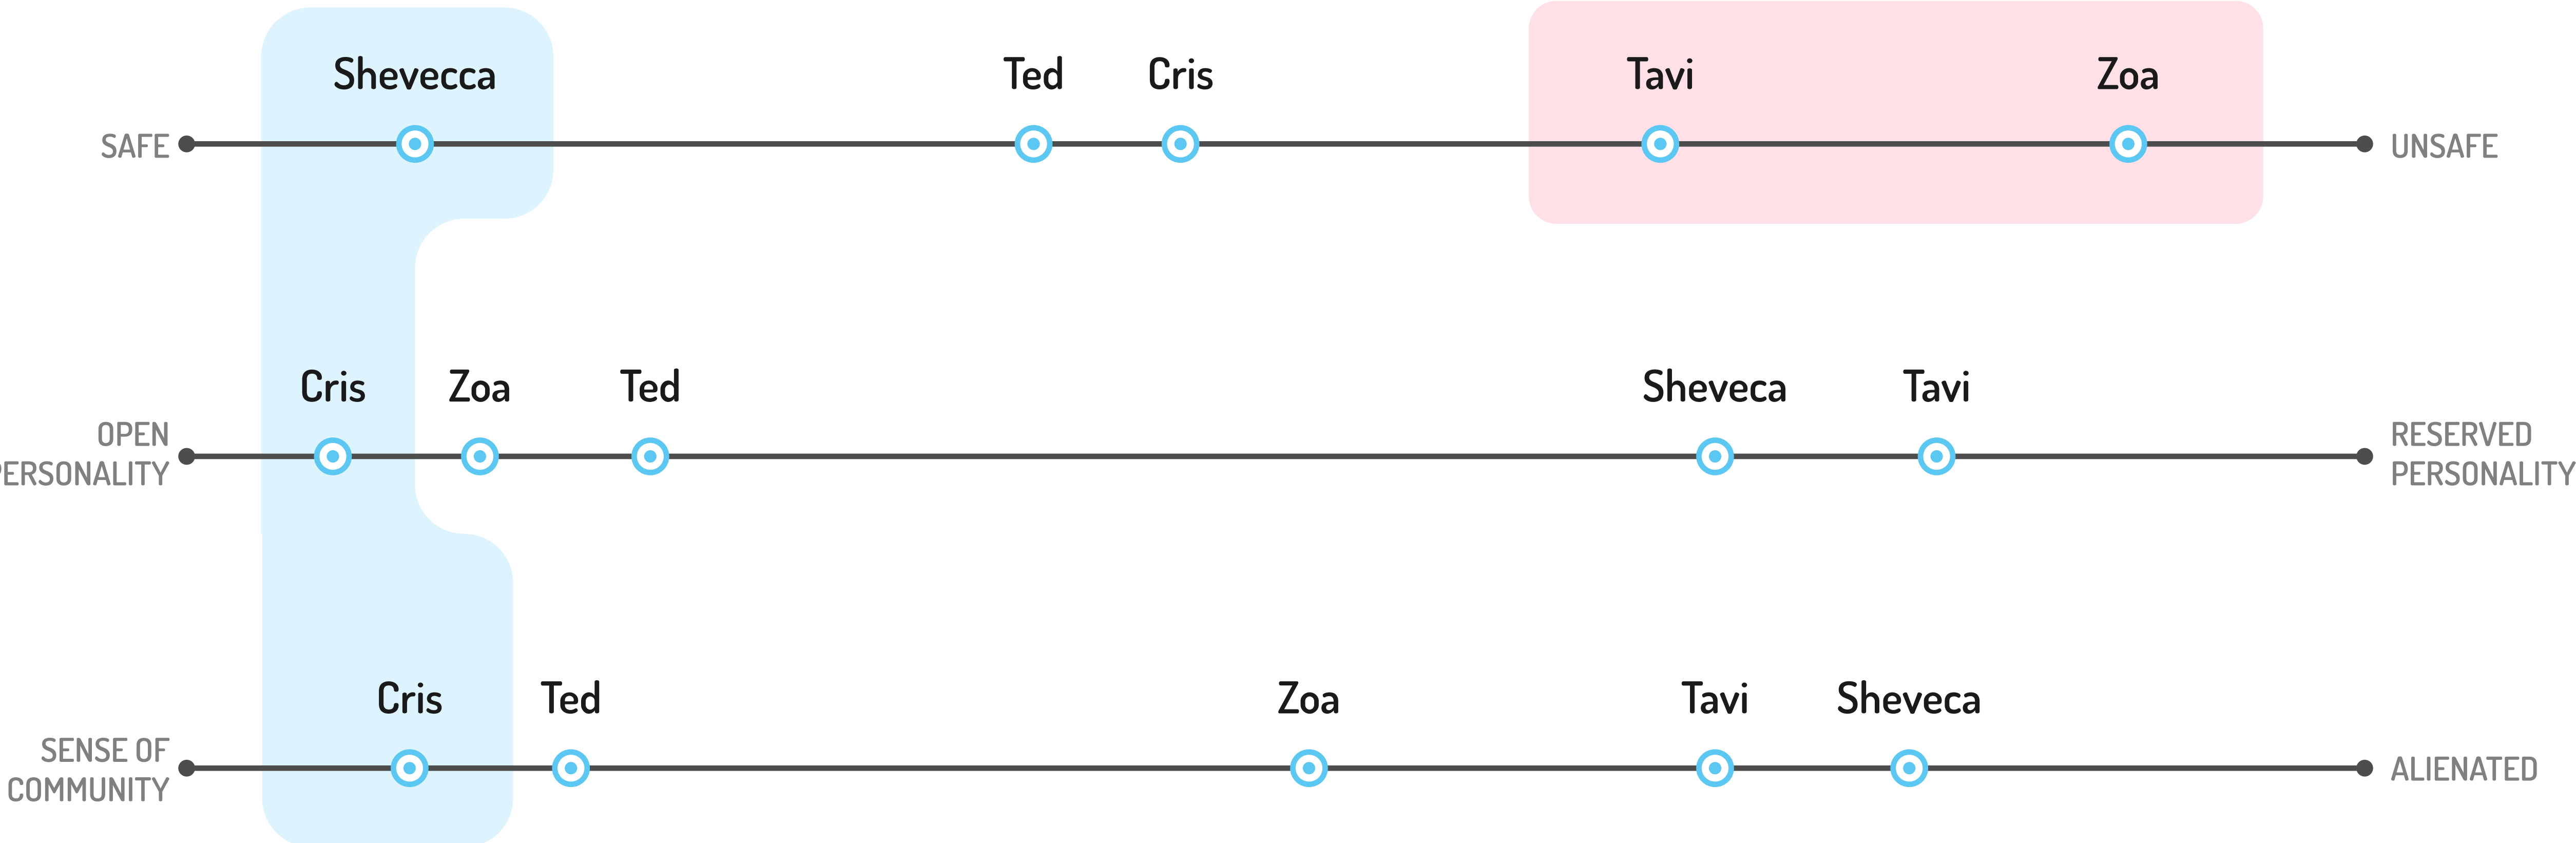 Shevecca Ted Cris Tavi Zoa
SAFE UNSAFE
Cris Zoa Ted Sheveca Tavi
OPEN RESERVED
PERSONALITY PERSONALITY
Cris Ted Zoa Tavi Sheveca
SENSE OF
COMMUNITY ALIENATED